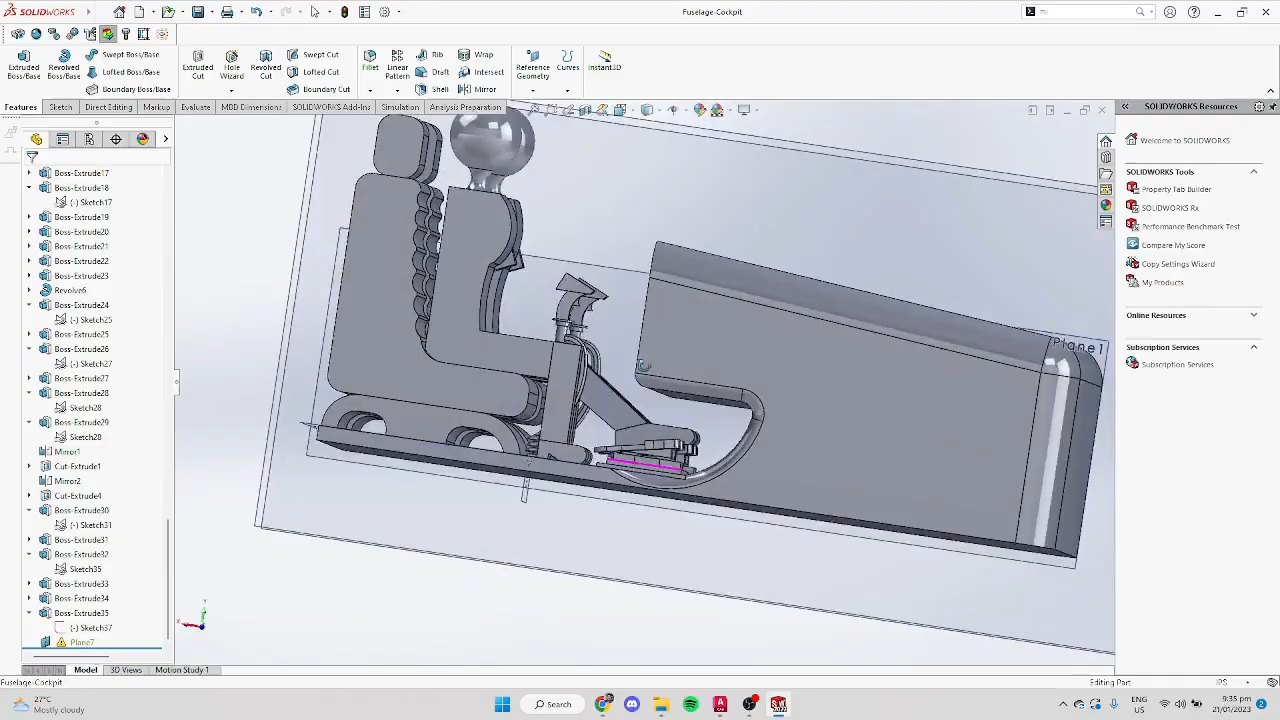 SOLIDWORKS
Fuselage-Cockpit
Extruded Boss/Base
Revolved Boss/Base
Swept Boss/Base
Lofted Boss/Base
Boundary Boss/Base
Extruded Cut
Hole Wizard
Revolved Cut
Swept Cut
Lofted Cut
Boundary Cut
Fillet
Linear Pattern
Rib
Draft
Shell
Wrap
Intersect
Mirror
Reference Geometry
Curves
Instant3D
Features
Sketch
Direct Editing
Markup
Evaluate
MBD Dimensions
SOLIDWORKS Add-Ins
Simulation
Analysis Preparation
Boss-Extrude17
Boss-Extrude18
(-) Sketch17
Boss-Extrude19
Boss-Extrude20
Boss-Extrude21
Boss-Extrude22
Boss-Extrude23
Revolve6
Boss-Extrude24
(-) Sketch25
Boss-Extrude25
Boss-Extrude26
(-) Sketch27
Boss-Extrude27
Boss-Extrude28
Sketch28
Boss-Extrude29
Sketch28
Mirror1
Cut-Extrude1
Mirror2
Cut-Extrude4
Boss-Extrude30
(-) Sketch31
Boss-Extrude31
Boss-Extrude32
Sketch35
Boss-Extrude33
Boss-Extrude34
Boss-Extrude35
(-) Sketch37
Plane7
Plane1
Y
X
SOLIDWORKS Resources
Welcome to SOLIDWORKS
SOLIDWORKS Tools
Property Tab Builder
SOLIDWORKS Rx
Performance Benchmark Test
Compare My Score
Copy Settings Wizard
My Products
Online Resources
Subscription Services
Subscription Services
Model
3D Views
Motion Study 1
Fuselage-Cockpit
Editing Part
IPS
27°C
Mostly cloudy
Search
ENG
US
9:35 pm
21/01/2023